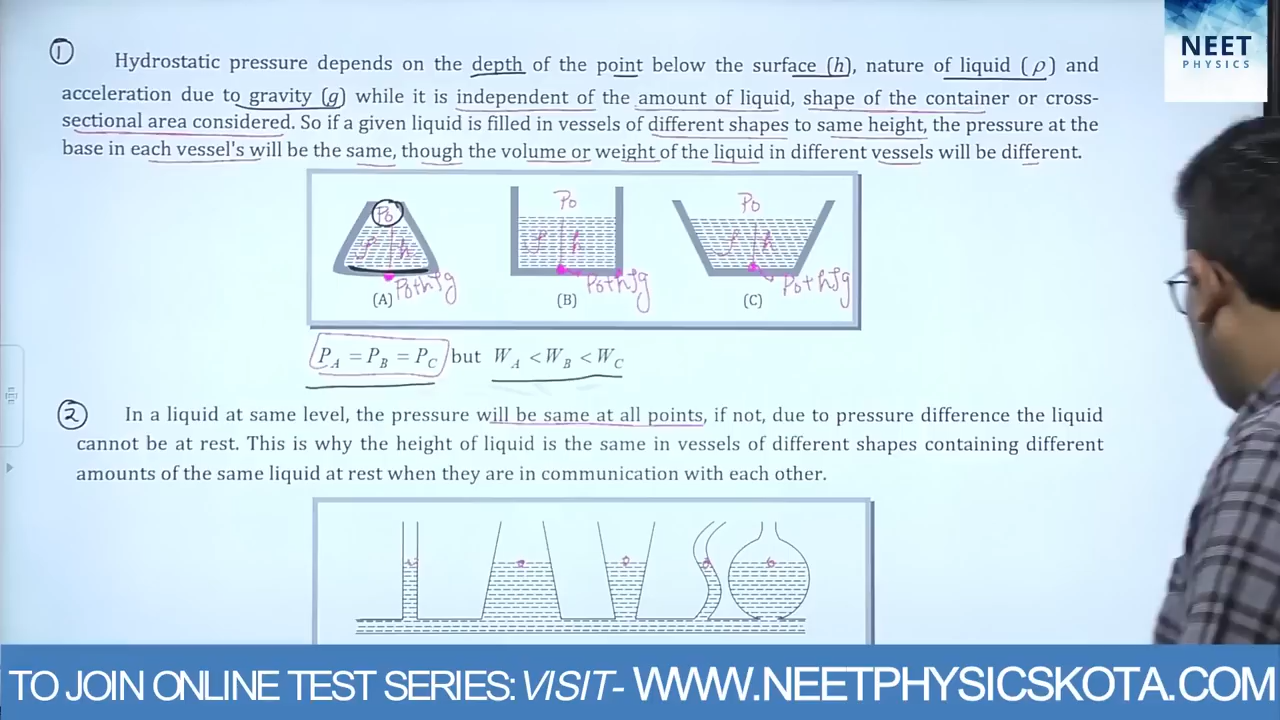 NEET
PHYSICS
① Hydrostatic pressure depends on the depth of the point below the surface (h), nature of liquid (ρ) and
acceleration due to gravity (g) while it is independent of the amount of liquid, shape of the container or cross-
sectional area considered. So if a given liquid is filled in vessels of different shapes to same height, the pressure at the
base in each vessel's will be the same, though the volume or weight of the liquid in different vessels will be different.
P₀ P₀ P₀
ρ h ρ h ρ h
P₀+hρg P₀+hρg P₀+hρg
(A) (B) (C)
P_A = P_B = P_C but W_A < W_B < W_C
② In a liquid at same level, the pressure will be same at all points, if not, due to pressure difference the liquid
cannot be at rest. This is why the height of liquid is the same in vessels of different shapes containing different
amounts of the same liquid at rest when they are in communication with each other.
TO JOIN ONLINE TEST SERIES: VISIT- WWW.NEETPHYSICSKOTA.COM